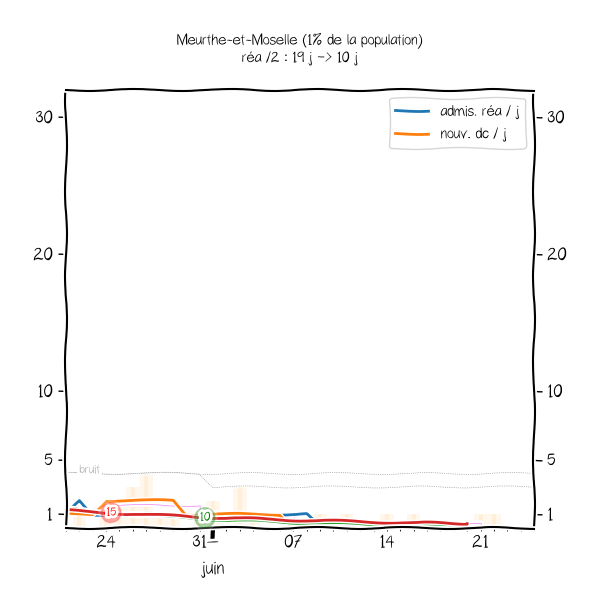 Meurthe-et-Moselle (1% de la population)
réa /2 : 19 j -> 10 j
admis. réa / j
nouv. dc / j
30
30
20
20
10
10
5
5
bruit
1
1
15
10
24
31
07
14
21
juin